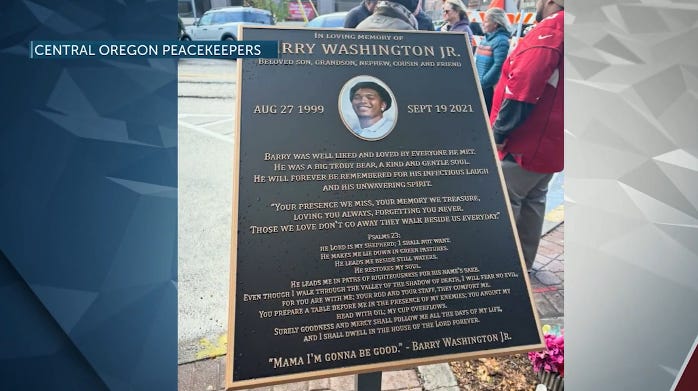 CENTRAL OREGON PEACEKEEPERS
IN LOVING MEMORY OF
ARRY WASHINGTON JR.
BELOVED SON, GRANDSON, NEPHEW, COUSIN AND FRIEND
AUG 27 1999 SEPT 19 2021
BARRY WAS WELL LIKED AND LOVED BY EVERYONE HE MET.
HE WAS A BIG TEDDY BEAR, A KIND AND GENTLE SOUL.
HE WILL FOREVER BE REMEMBERED FOR HIS INFECTIOUS LAUGH
AND HIS UNWAVERING SPIRIT.
"YOUR PRESENCE WE MISS, YOUR MEMORY WE TREASURE,
LOVING YOU ALWAYS, FORGETTING YOU NEVER.
THOSE WE LOVE DON'T GO AWAY THEY WALK BESIDE US EVERYDAY."
PSALMS 23:
HE LORD IS MY SHEPHERD; I SHALL NOT WANT.
HE MAKES ME LIE DOWN IN GREEN PASTURES.
HE LEADS ME BESIDE STILL WATERS.
HE RESTORES MY SOUL.
HE LEADS ME IN PATHS OF RIGHTEOUSNESS FOR HIS NAME'S SAKE.
EVEN THOUGH I WALK THROUGH THE VALLEY OF THE SHADOW OF DEATH, I WILL FEAR NO EVIL,
FOR YOU ARE WITH ME; YOUR ROD AND YOUR STAFF, THEY COMFORT ME.
YOU PREPARE A TABLE BEFORE ME IN THE PRESENCE OF MY ENEMIES; YOU ANOINT MY
HEAD WITH OIL; MY CUP OVERFLOWS.
SURELY GOODNESS AND MERCY SHALL FOLLOW ME ALL THE DAYS OF MY LIFE,
AND I SHALL DWELL IN THE HOUSE OF THE LORD FOREVER.
"MAMA I'M GONNA BE GOOD." - BARRY WASHINGTON JR.